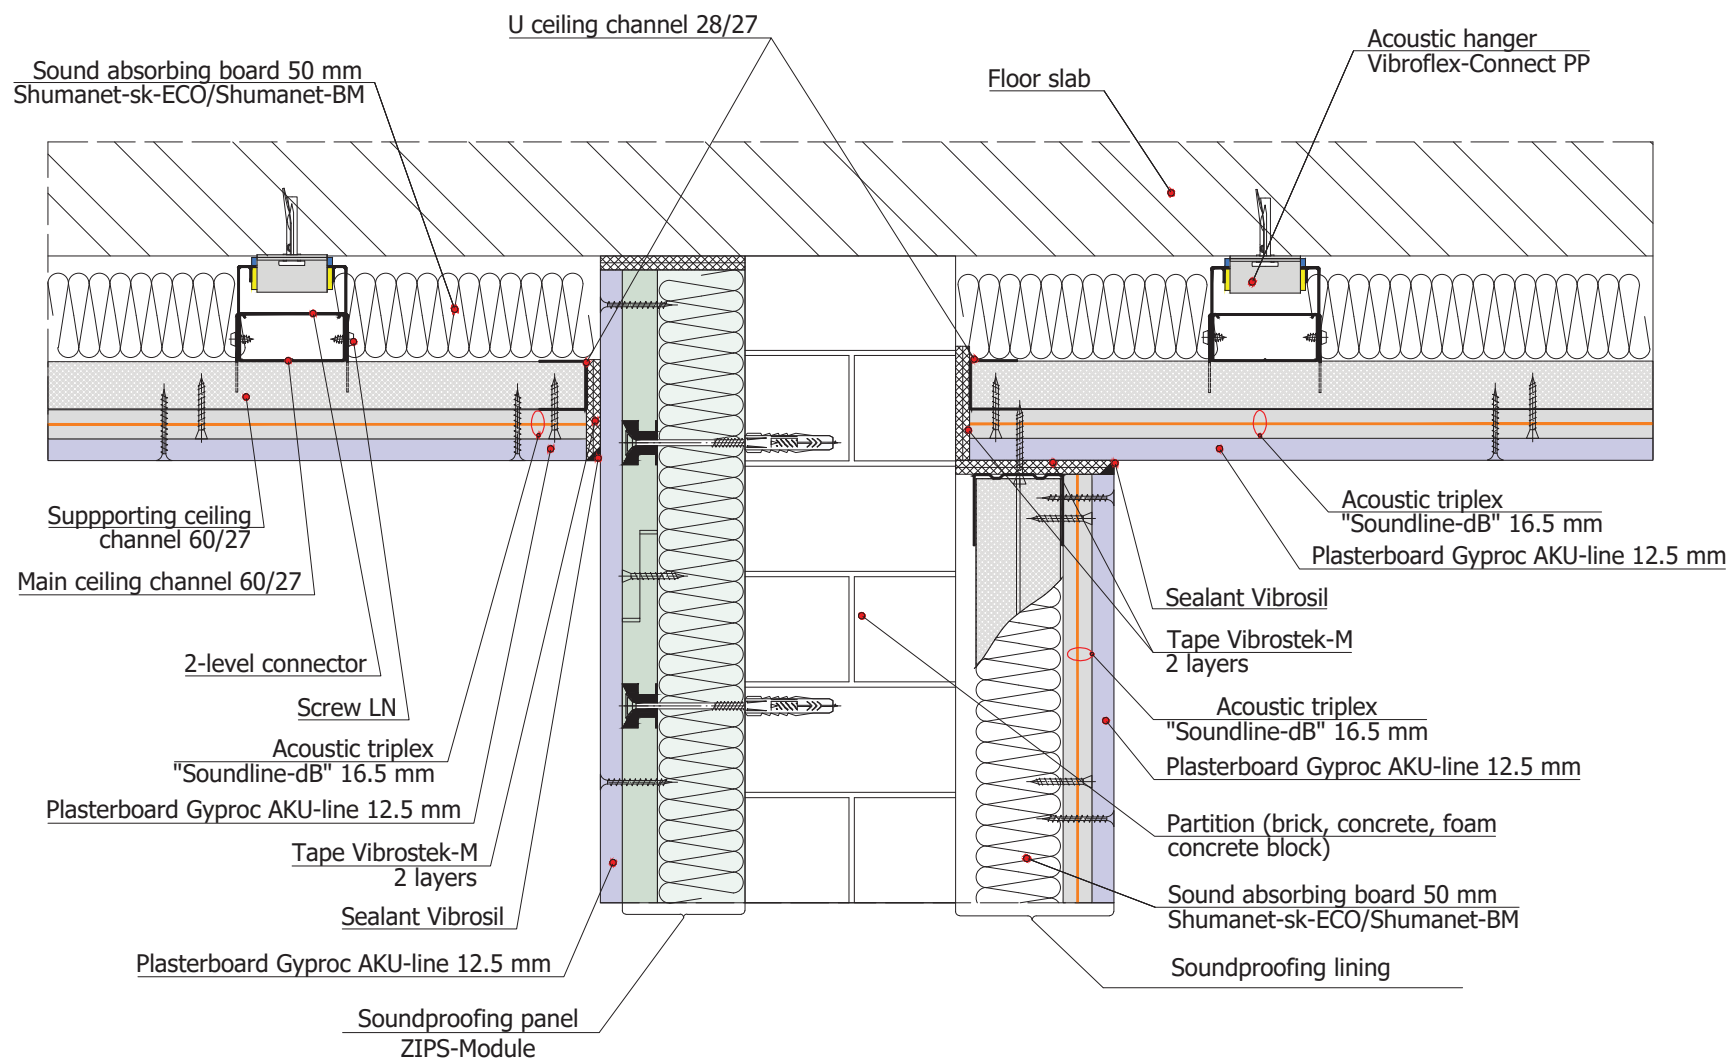 U ceiling channel 28/27
Sound absorbing board 50 mm
Shumanet-sk-ECO/Shumanet-BM
Floor slab
Acoustic hanger
Vibroflex-Connect PP
Suppporting ceiling
channel 60/27
Main ceiling channel 60/27
2-level connector
Screw LN
Acoustic triplex
"Soundline-dB" 16.5 mm
Plasterboard Gyproc AKU-line 12.5 mm
Tape Vibrostek-M
2 layers
Sealant Vibrosil
Plasterboard Gyproc AKU-line 12.5 mm
Soundproofing panel
ZIPS-Module
Acoustic triplex
"Soundline-dB" 16.5 mm
Plasterboard Gyproc AKU-line 12.5 mm
Sealant Vibrosil
Tape Vibrostek-M
2 layers
Acoustic triplex
"Soundline-dB" 16.5 mm
Plasterboard Gyproc AKU-line 12.5 mm
Partition (brick, concrete, foam
concrete block)
Sound absorbing board 50 mm
Shumanet-sk-ECO/Shumanet-BM
Soundproofing lining